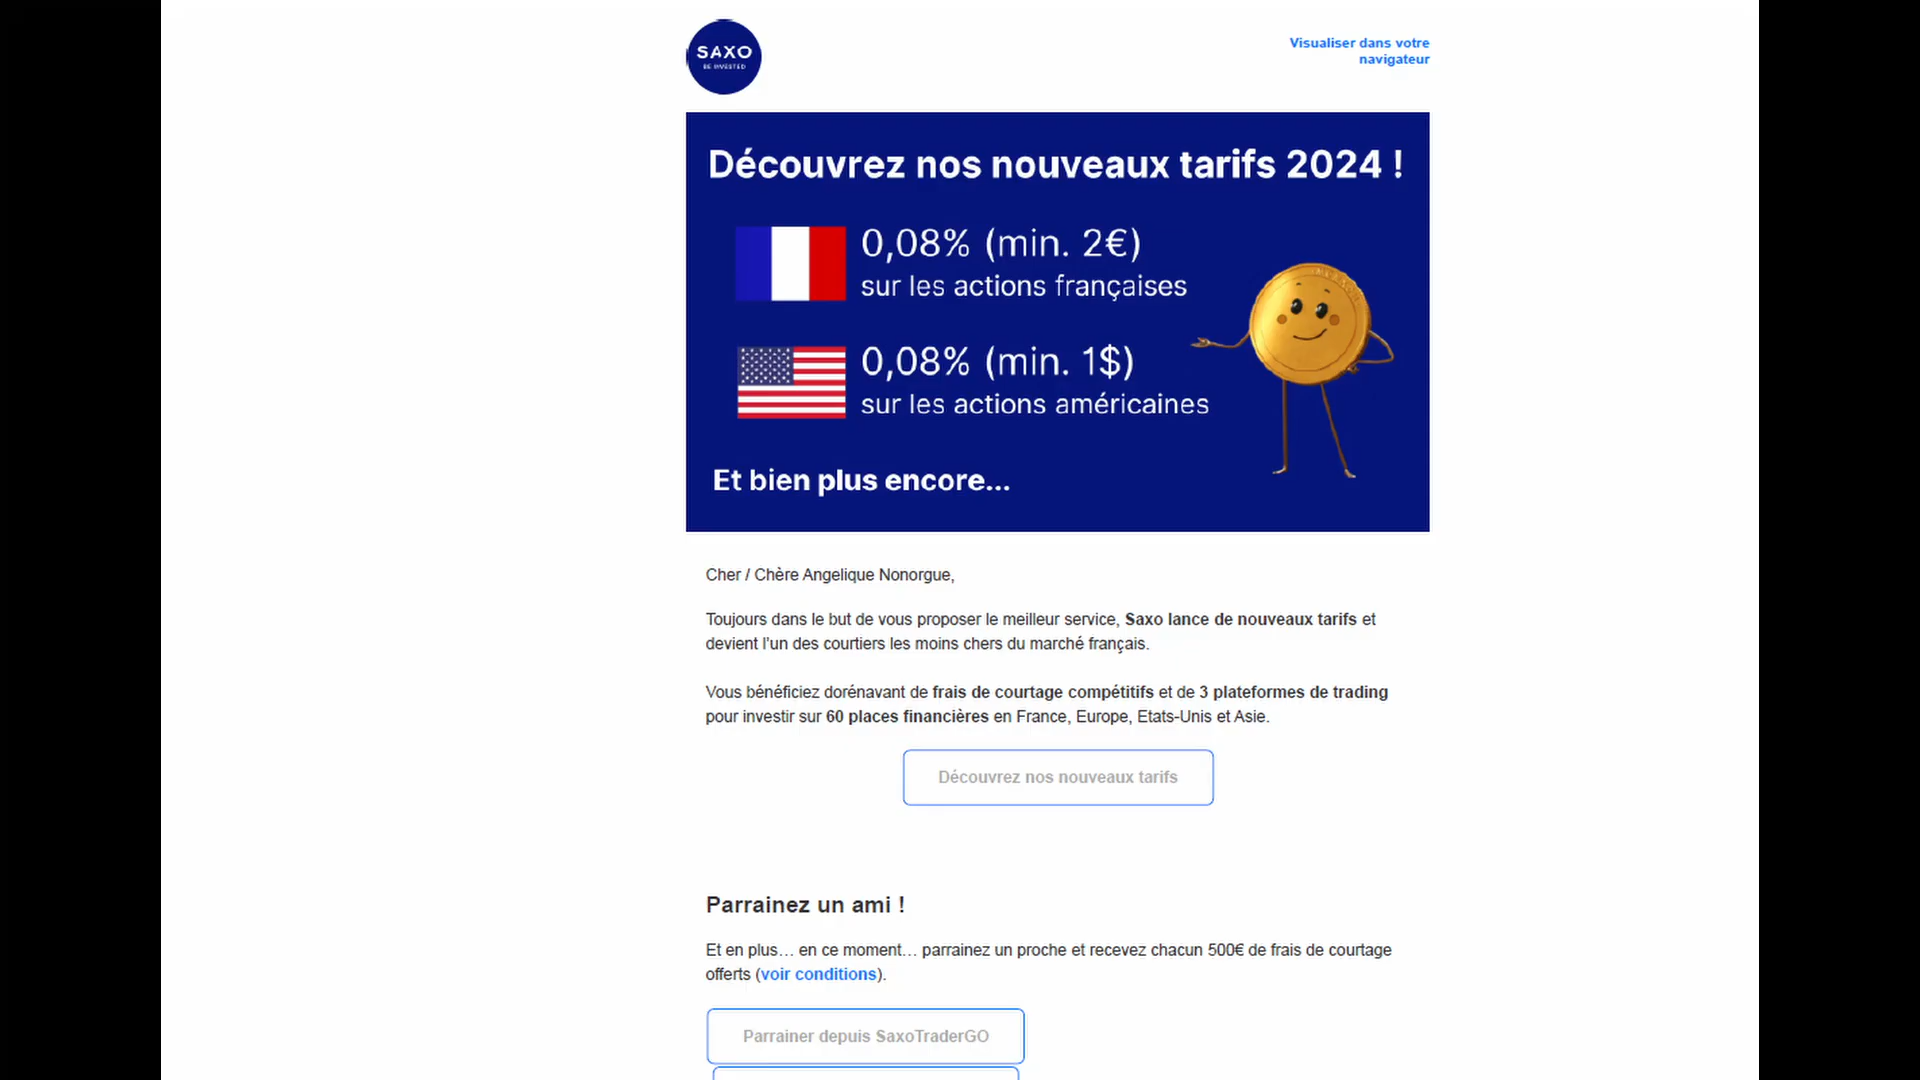 SAXO
BE INVESTED
Visualiser dans votre
navigateur
Découvrez nos nouveaux tarifs 2024 !
0,08% (min. 2€)
sur les actions françaises
0,08% (min. 1$)
sur les actions américaines
Et bien plus encore...
Cher / Chère Angelique Nonorgue,
Toujours dans le but de vous proposer le meilleur service, Saxo lance de nouveaux tarifs et
devient l'un des courtiers les moins chers du marché français.
Vous bénéficiez dorénavant de frais de courtage compétitifs et de 3 plateformes de trading
pour investir sur 60 places financières en France, Europe, Etats-Unis et Asie.
Découvrez nos nouveaux tarifs
Parrainez un ami !
Et en plus… en ce moment… parrainez un proche et recevez chacun 500€ de frais de courtage
offerts (voir conditions).
Parrainer depuis SaxoTraderGO